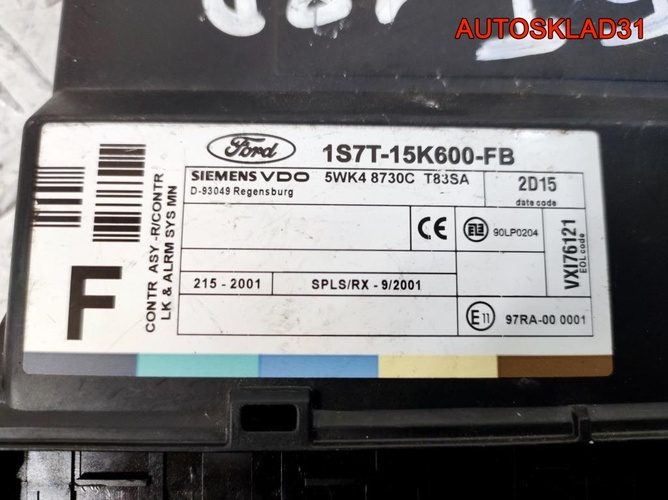 AUTOSKLAD31
Ford
1S7T-15K600-FB
SIEMENS VDO 5WK4 8730C T83SA
D-93049 Regensburg
2D15
date code
CE
90LP0204
VXI76121
EOL code
CONTR ASY -R/CONTR
LK & ALRM SYS MN
F
215 - 2001
SPLS/RX - 9/2001
E11
97RA-00 0001